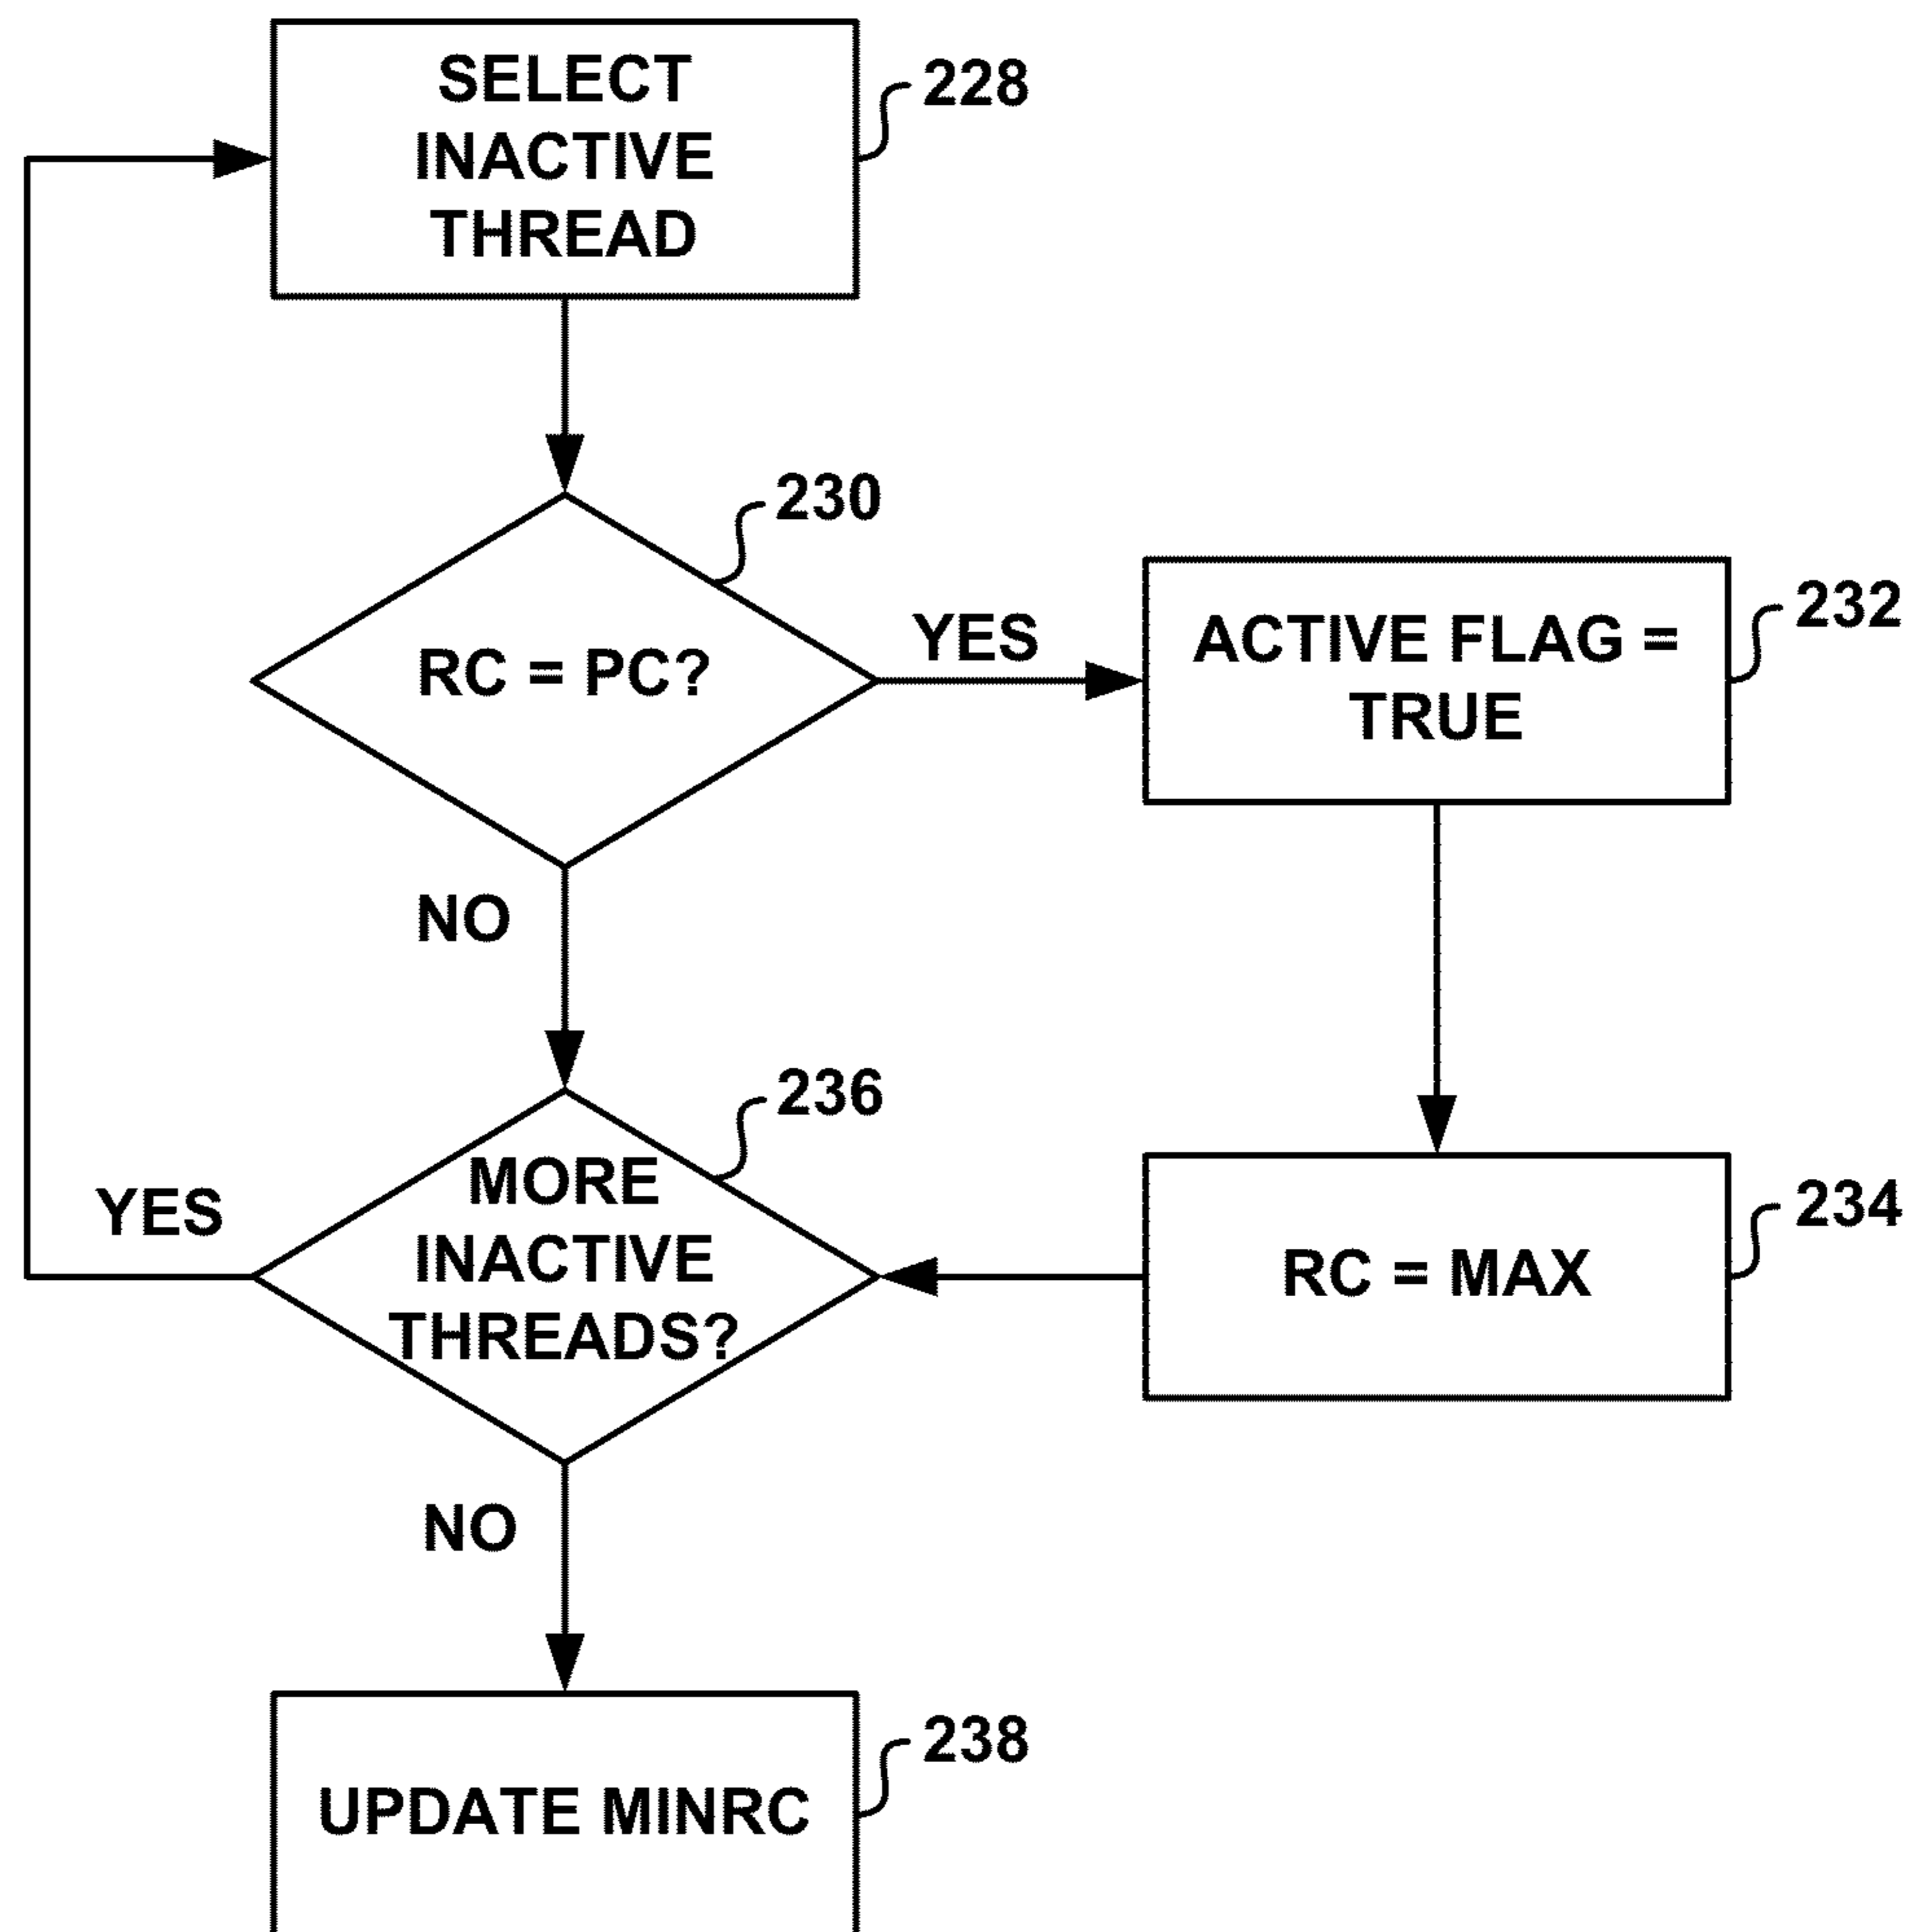 SELECT
INACTIVE
THREAD
228
230
RC = PC?
YES
ACTIVE FLAG =
TRUE
232
NO
236
MORE
INACTIVE
THREADS?
YES
RC = MAX
234
NO
UPDATE MINRC
238